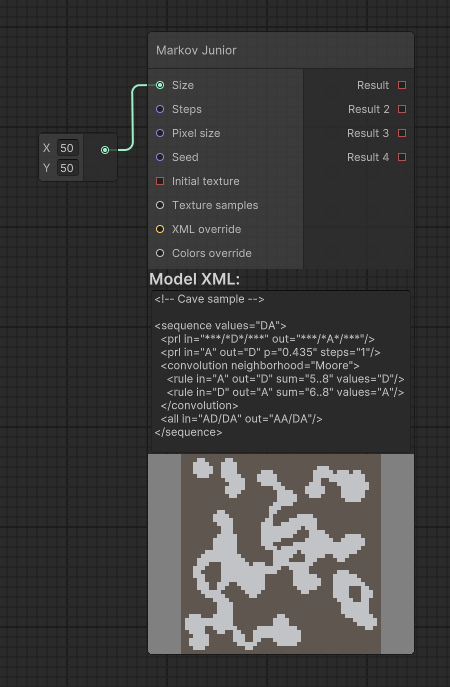 Markov Junior
Size
Result
Steps
Result 2
Pixel size
Result 3
X 50
Y 50
Seed
Result 4
Initial texture
Texture samples
XML override
Colors override
Model XML:
<!-- Cave sample -->
<sequence values="DA">
<prl in="***/*D*/***" out="***/*A*/***"/>
<prl in="A" out="D" p="0.435" steps="1"/>
<convolution neighborhood="Moore">
<rule in="A" out="D" sum="5..8" values="D"/>
<rule in="D" out="A" sum="6..8" values="A"/>
</convolution>
<all in="AD/DA" out="AA/DA"/>
</sequence>